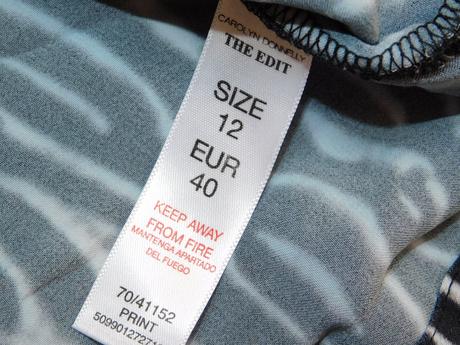 CAROLYN DONNELLY
THE EDIT
SIZE
12
EUR
40
KEEP AWAY
FROM FIRE
MANTENGA APARTADO
DEL FUEGO
70/41152
PRINT